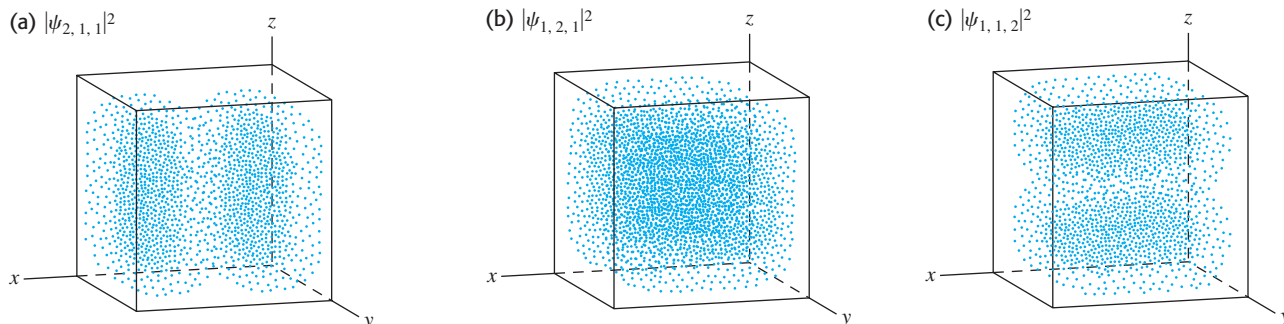 (a) |ψ2, 1, 1|²
z
x
y
(b) |ψ1, 2, 1|²
z
x
y
(c) |ψ1, 1, 2|²
z
x
y